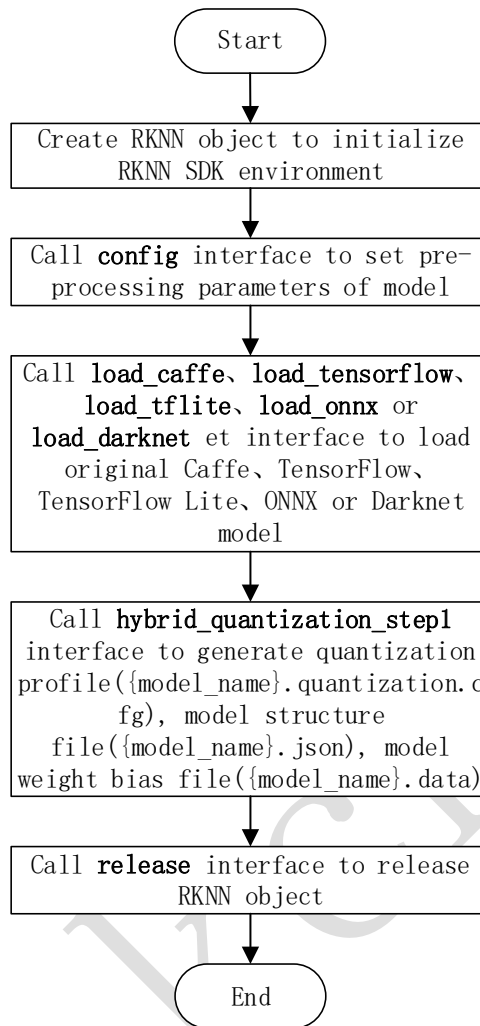 Start
Create RKNN object to initialize
RKNN SDK environment
Call config interface to set pre-
processing parameters of model
Call load_caffe、load_tensorflow、
load_tflite、load_onnx or
load_darknet et interface to load
original Caffe、TensorFlow、
TensorFlow Lite、ONNX or Darknet
model
Call hybrid_quantization_step1
interface to generate quantization
profile({model_name}.quantization.c
fg), model structure
file({model_name}.json), model
weight bias file({model_name}.data)
Call release interface to release
RKNN object
End